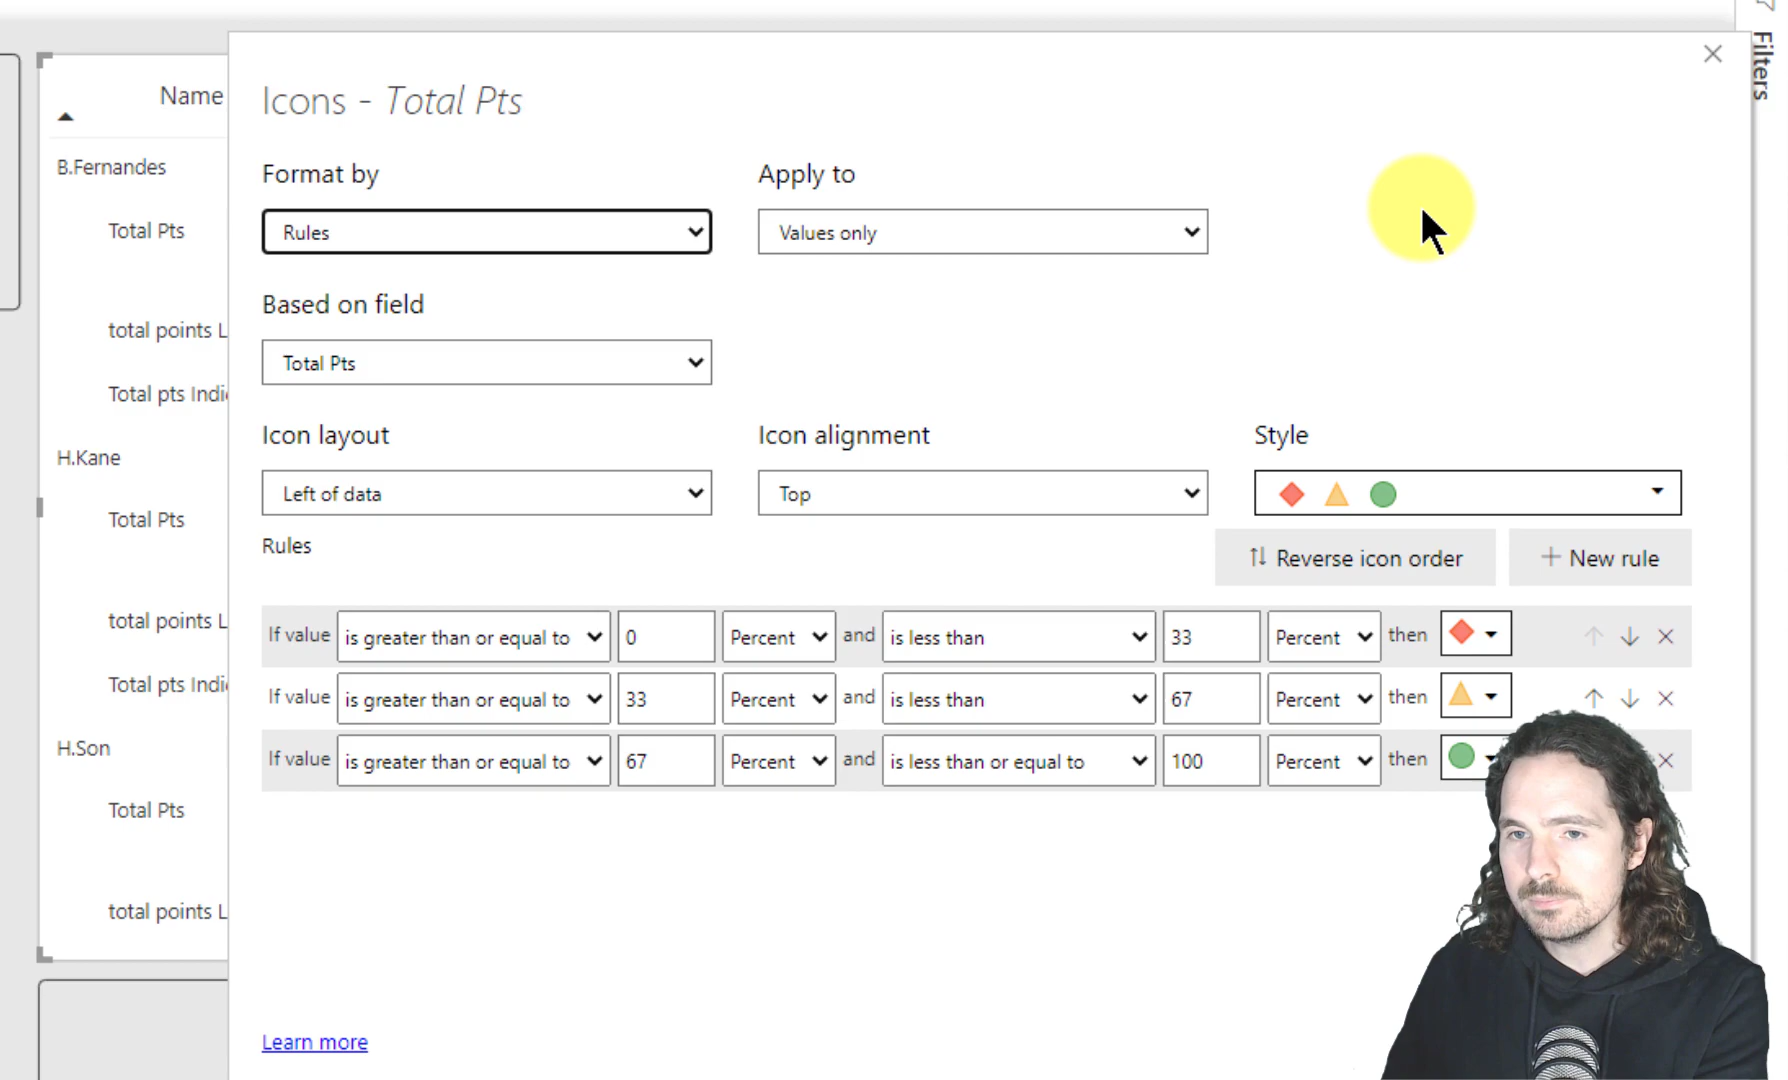 Filters
Name
B.Fernandes
Total Pts
total points L
Total pts Indi
H.Kane
Total Pts
total points L
Total pts Indi
H.Son
Total Pts
total points L
Icons - Total Pts
Format by
Apply to
Rules
Values only
Based on field
Total Pts
Icon layout
Icon alignment
Style
Left of data
Top
Rules
Reverse icon order
New rule
If value is greater than or equal to 0 Percent and is less than 33 Percent then
If value is greater than or equal to 33 Percent and is less than 67 Percent then
If value is greater than or equal to 67 Percent and is less than or equal to 100 Percent then
Learn more